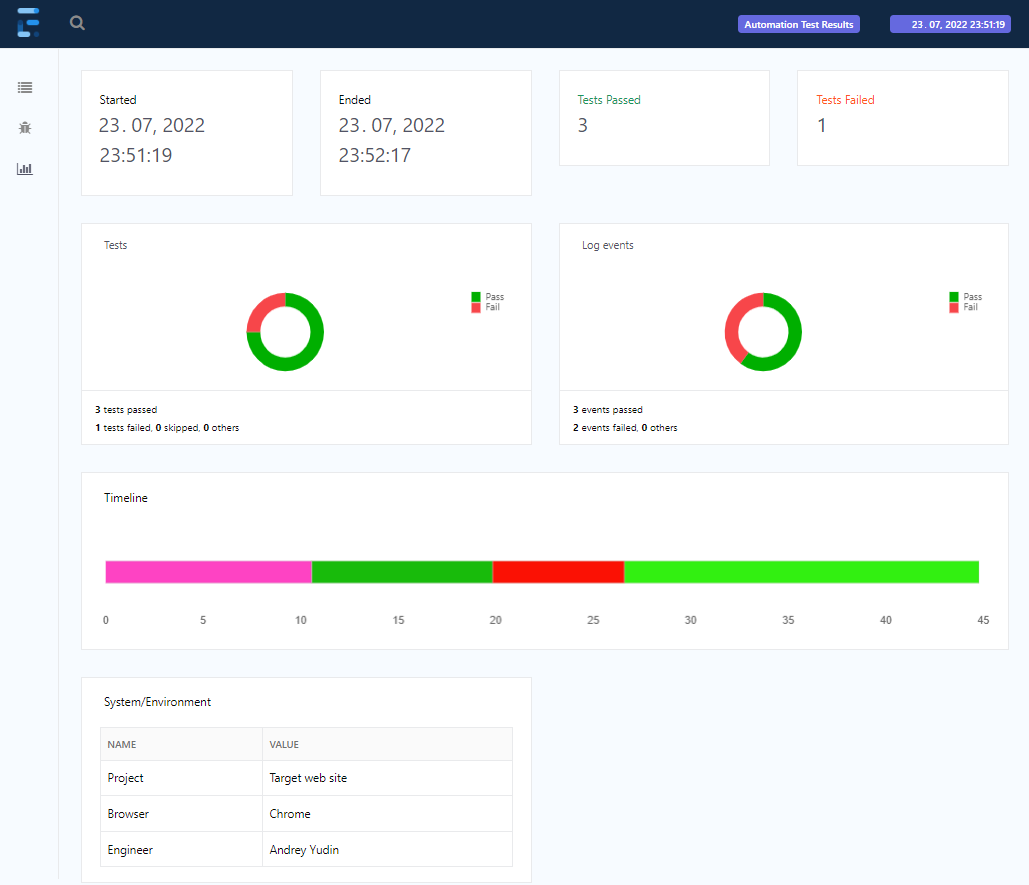 Automation Test Results
23. 07, 2022 23:51:19
Started
23. 07, 2022
23:51:19
Ended
23. 07, 2022
23:52:17
Tests Passed
3
Tests Failed
1
Tests
Pass
Fail
3 tests passed
1 tests failed, 0 skipped, 0 others
Log events
Pass
Fail
3 events passed
2 events failed, 0 others
Timeline
0 5 10 15 20 25 30 35 40 45
System/Environment
NAME VALUE
Project Target web site
Browser Chrome
Engineer Andrey Yudin